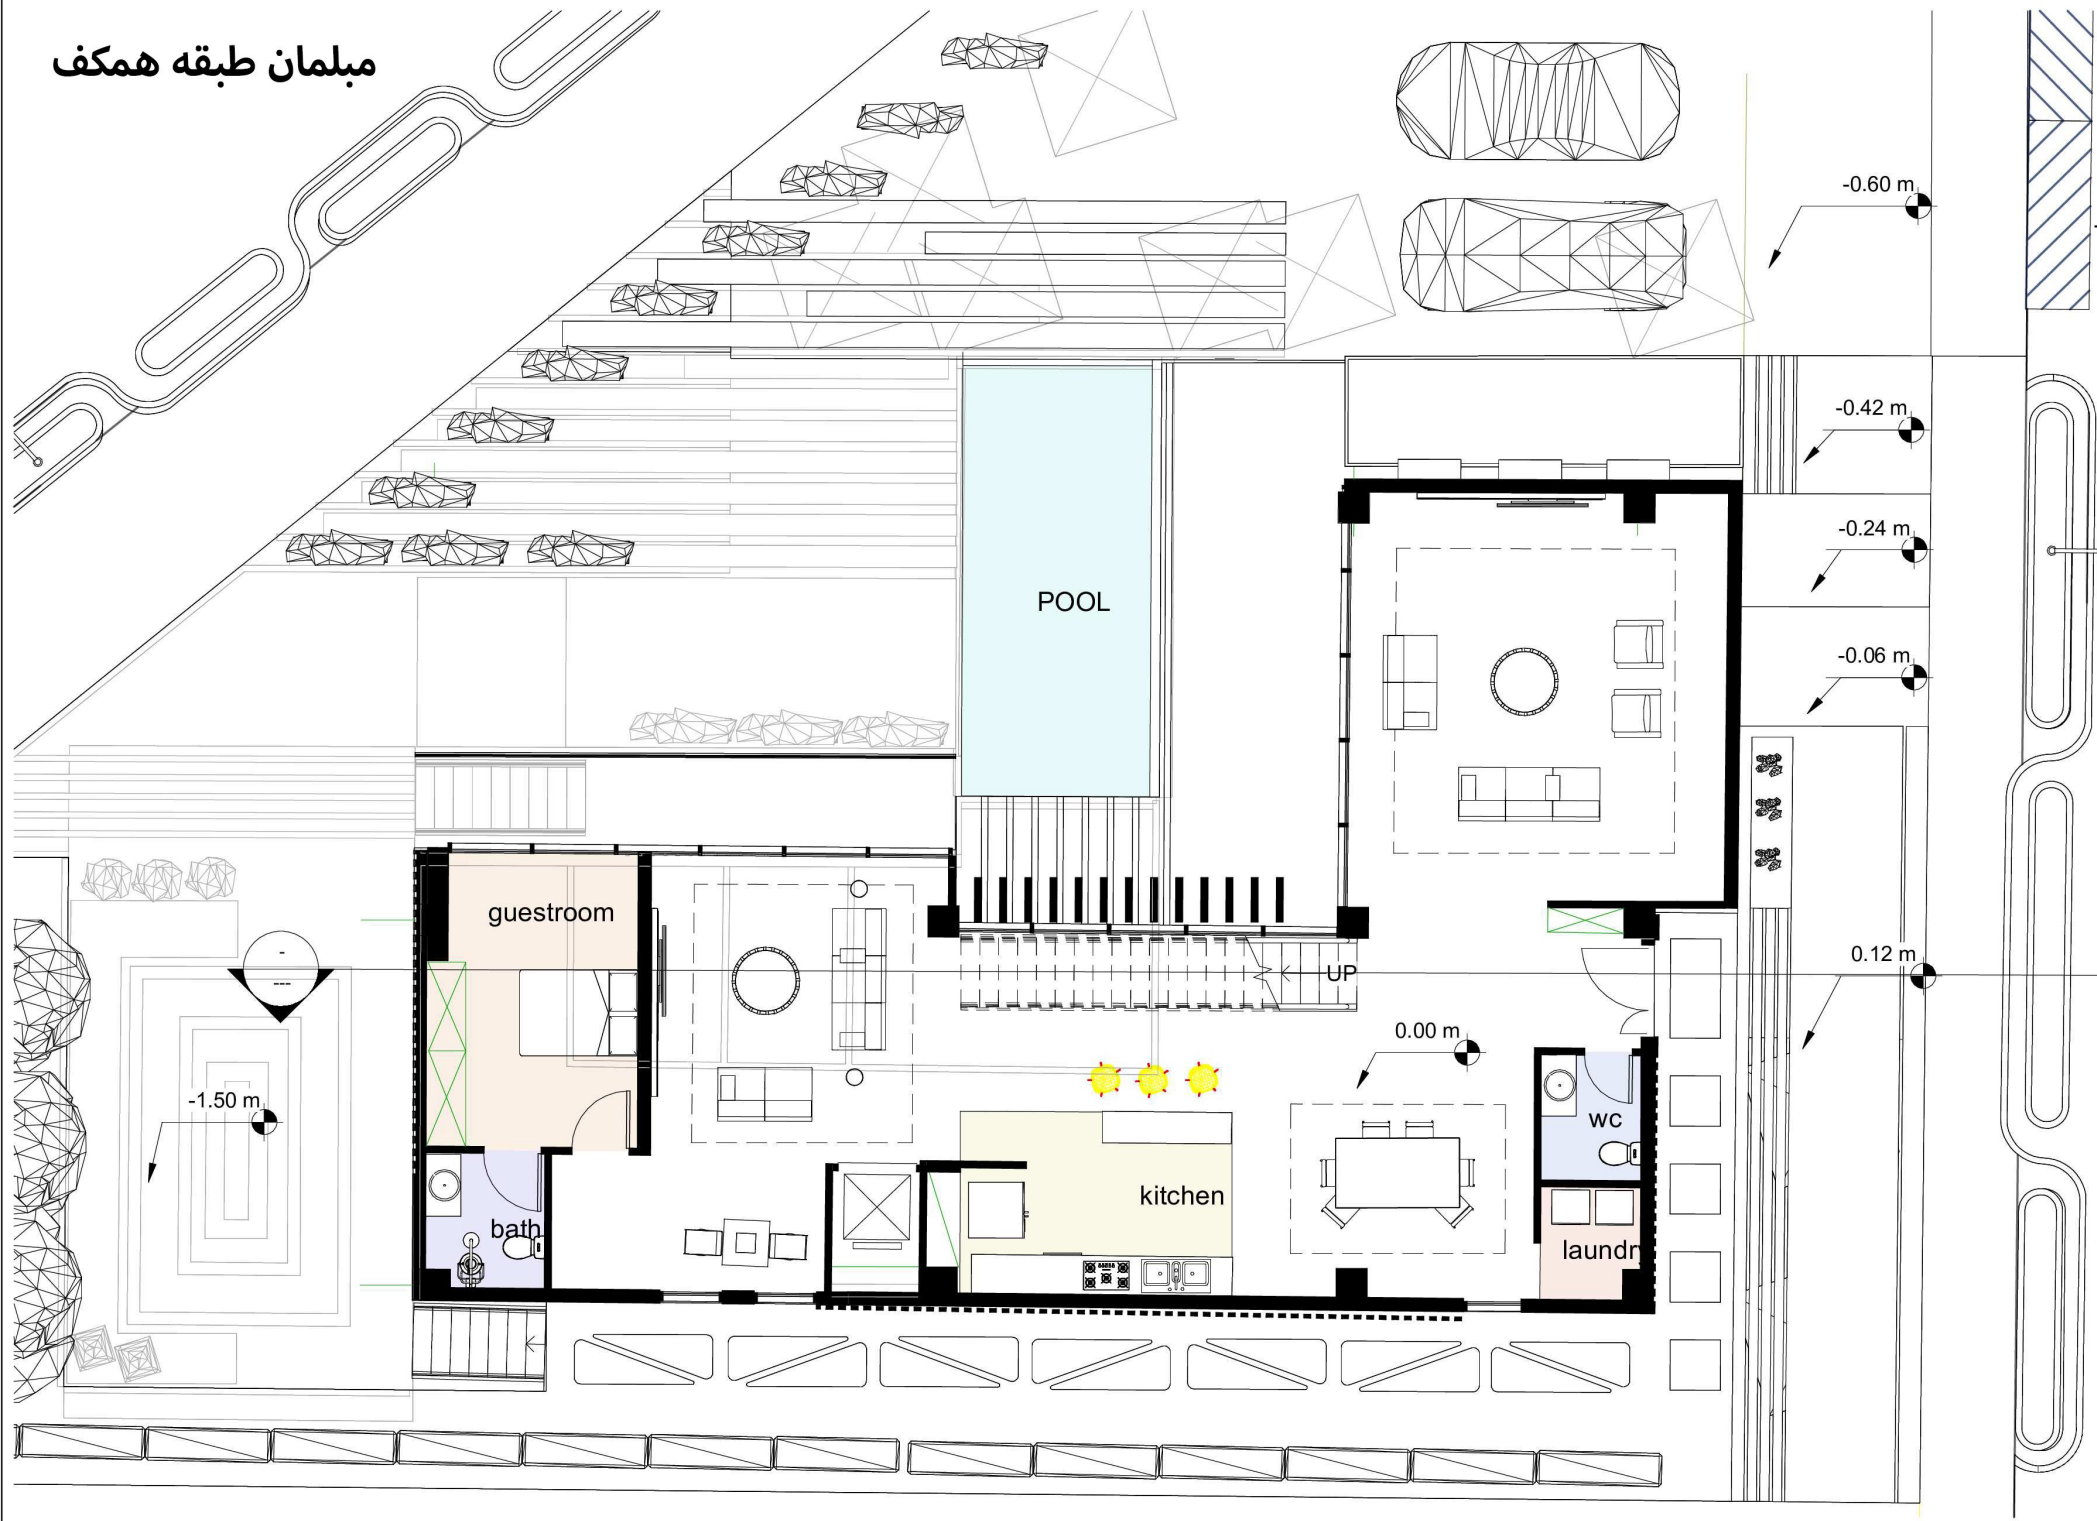 مبلمان طبقه همکف
-0.60 m
-0.42 m
-0.24 m
POOL
-0.06 m
guestroom
0.12 m
-
---
UP
0.00 m
-1.50 m
wc
kitchen
bath
laundry